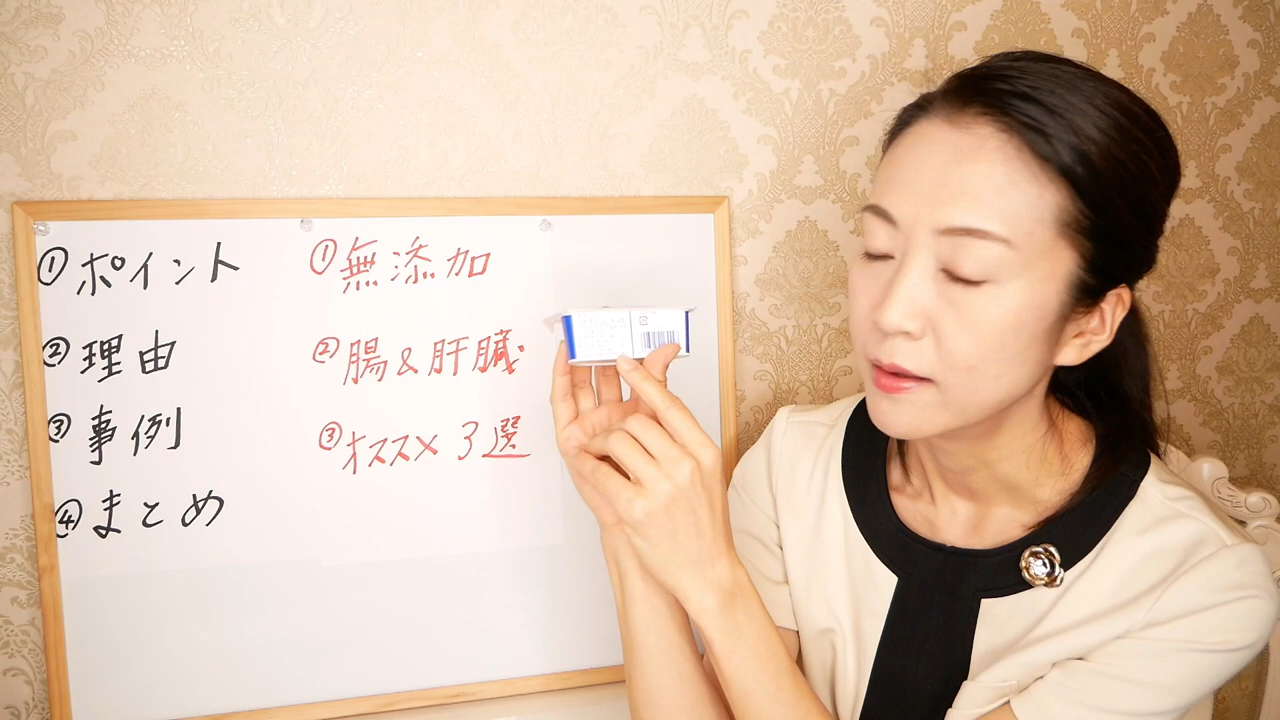 ①ポイント
②理由
③事例
④まとめ
①無添加
②腸&肝臓
③オススメ3選